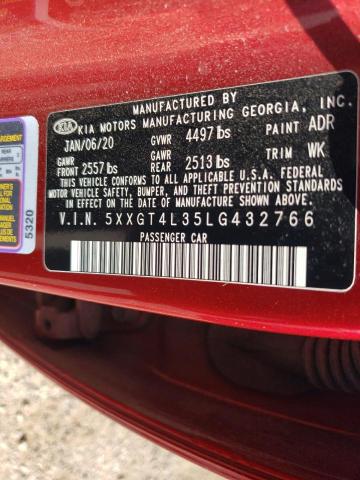 MANUFACTURED BY
KIA KIA MOTORS MANUFACTURING GEORGIA, INC.
JAN/06/20 GVWR 4497 lbs PAINT ADR
GAWR FRONT 2557 lbs GAWR REAR 2513 lbs TRIM WK
THIS VEHICLE CONFORMS TO ALL APPLICABLE U.S.A. FEDERAL
MOTOR VEHICLE SAFETY, BUMPER, AND THEFT PREVENTION STANDARDS
IN EFFECT ON THE DATE OF MANUFACTURE SHOWN ABOVE.
V.I.N. 5XXGT4L35LG432766
PASSENGER CAR
REAR
5320